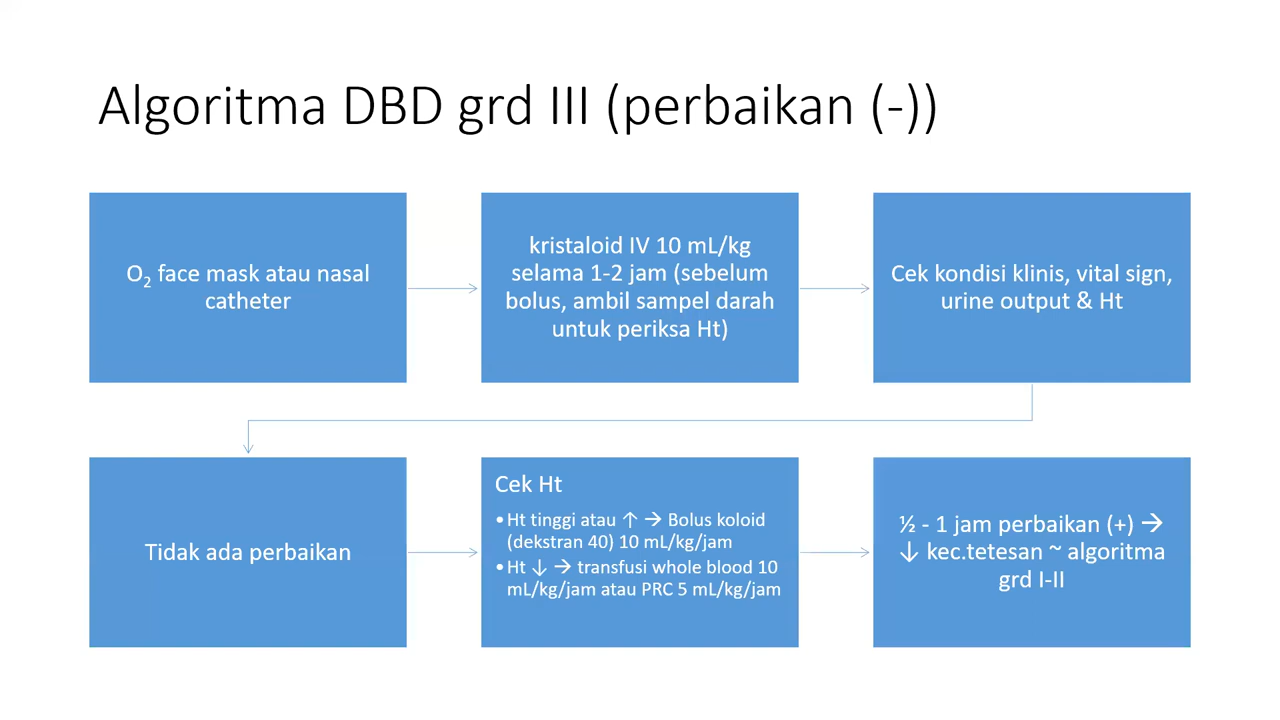 Algoritma DBD grd III (perbaikan (-))
O₂ face mask atau nasal
catheter
kristaloid IV 10 mL/kg
selama 1-2 jam (sebelum
bolus, ambil sampel darah
untuk periksa Ht)
Cek kondisi klinis, vital sign,
urine output & Ht
Tidak ada perbaikan
Cek Ht
• Ht tinggi atau ↑ → Bolus koloid
(dekstran 40) 10 mL/kg/jam
• Ht ↓ → transfusi whole blood 10
mL/kg/jam atau PRC 5 mL/kg/jam
½ - 1 jam perbaikan (+) →
↓ kec.tetesan ~ algoritma
grd I-II